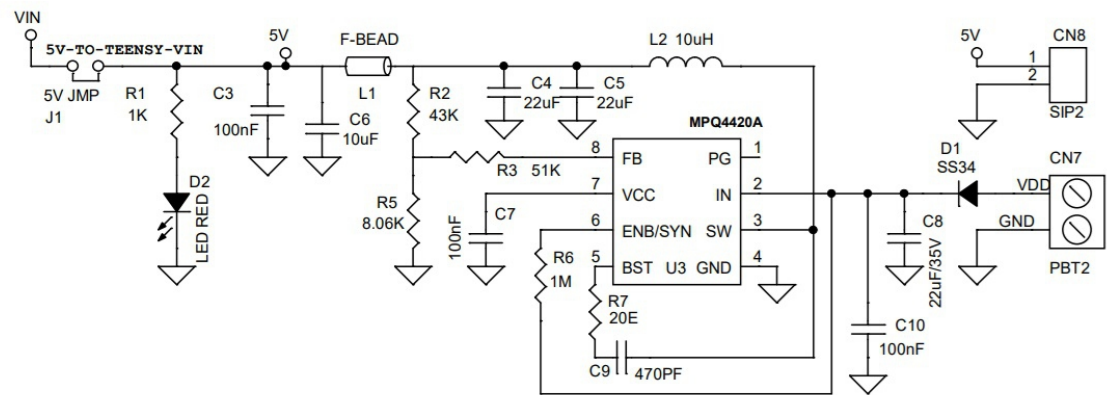 VIN
5V-TO-TEENSY-VIN
5V JMP
J1
R1
1K
D2
LED RED
C3
100nF
5V
C6
10uF
F-BEAD
L1
R2
43K
R3 51K
R5
8.06K
C4
22uF
C5
22uF
L2 10uH
MPQ4420A
8 FB PG 1
7 VCC IN 2
6 ENB/SYN SW 3
5 BST U3 GND 4
C7
100nF
R6
1M
R7
20E
C9
470PF
D1
SS34
C8
22uF/35V
C10
100nF
5V
CN8
1
2
SIP2
CN7
VDD
GND
PBT2